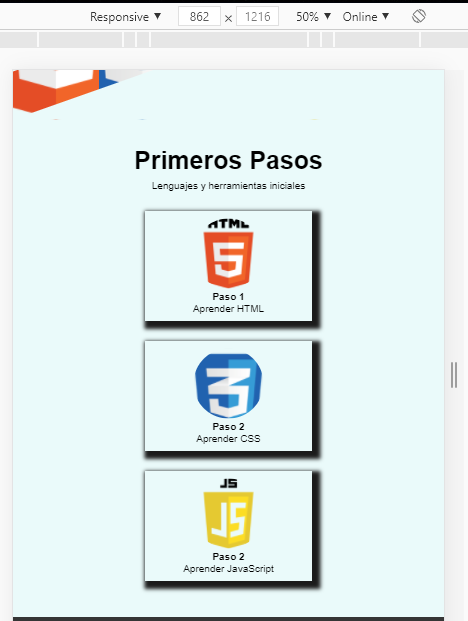 Responsive ▼ 862 × 1216 50% ▼ Online ▼
Primeros Pasos
Lenguajes y herramientas iniciales
HTML
5
Paso 1
Aprender HTML
3
Paso 2
Aprender CSS
JS
JS
Paso 2
Aprender JavaScript